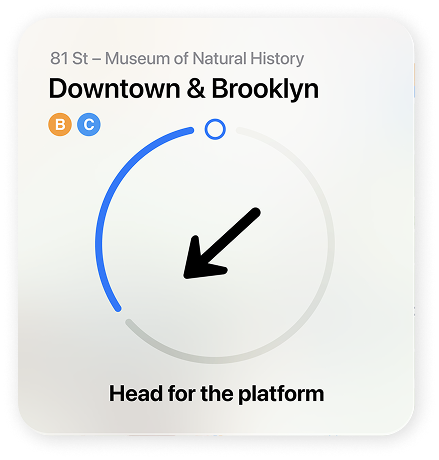 81 St – Museum of Natural History
Downtown & Brooklyn
B C
Head for the platform